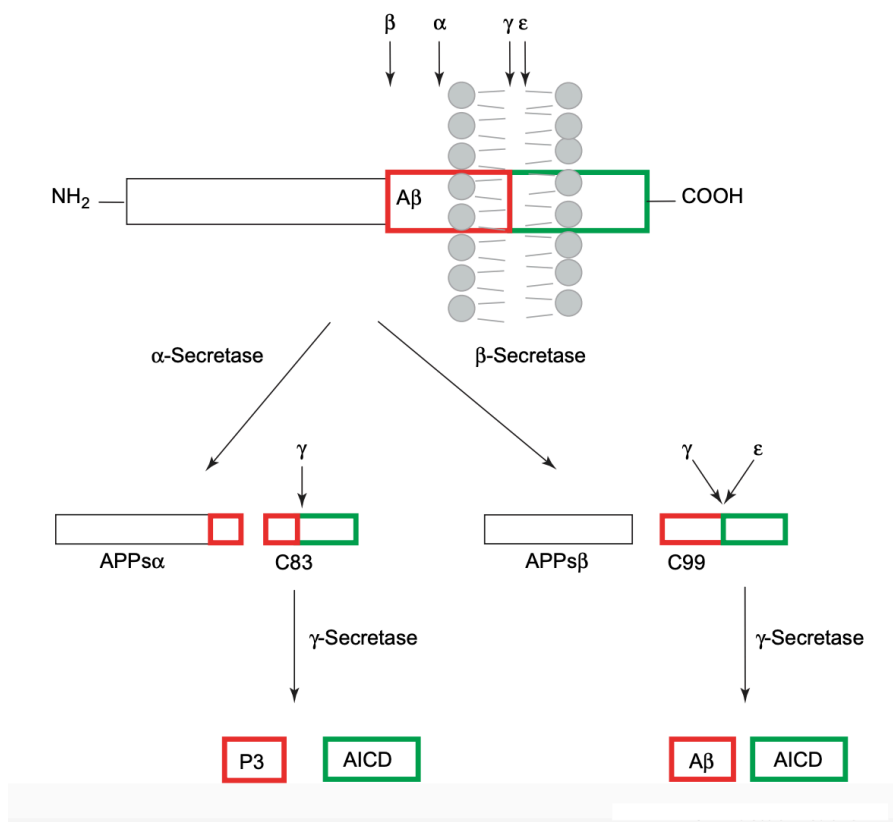 β α γ ε
NH₂ Aβ COOH
α-Secretase β-Secretase
γ γ ε
APPsα C83 APPsβ C99
γ-Secretase γ-Secretase
P3 AICD Aβ AICD